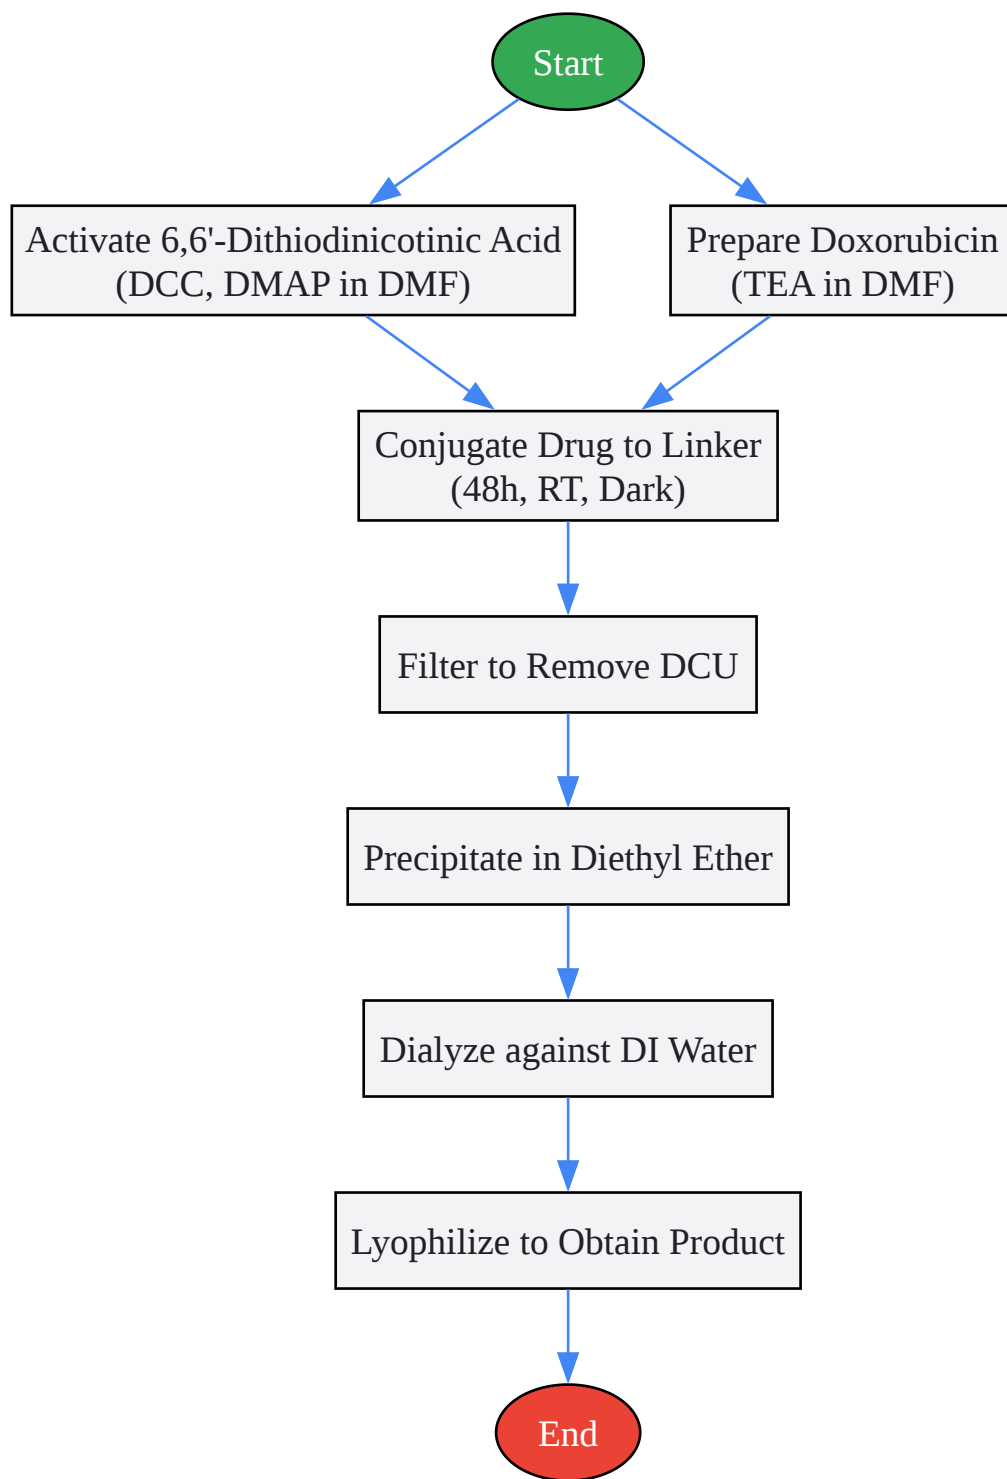 Start
Activate 6,6'-Dithiodinicotinic Acid
(DCC, DMAP in DMF)
Prepare Doxorubicin
(TEA in DMF)
Conjugate Drug to Linker
(48h, RT, Dark)
Filter to Remove DCU
Precipitate in Diethyl Ether
Dialyze against DI Water
Lyophilize to Obtain Product
End